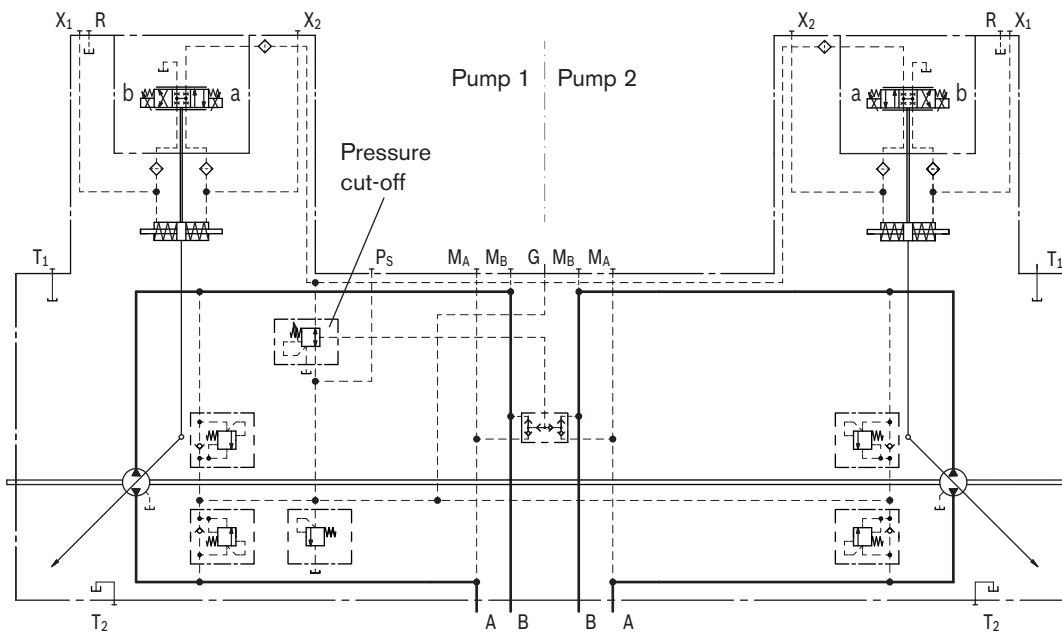 X1 R X2 X2 R X1
Pump 1 Pump 2
b a a b
Pressure
cut-off
T1 PS MA MB G MB MA T1
T2 A B B A T2